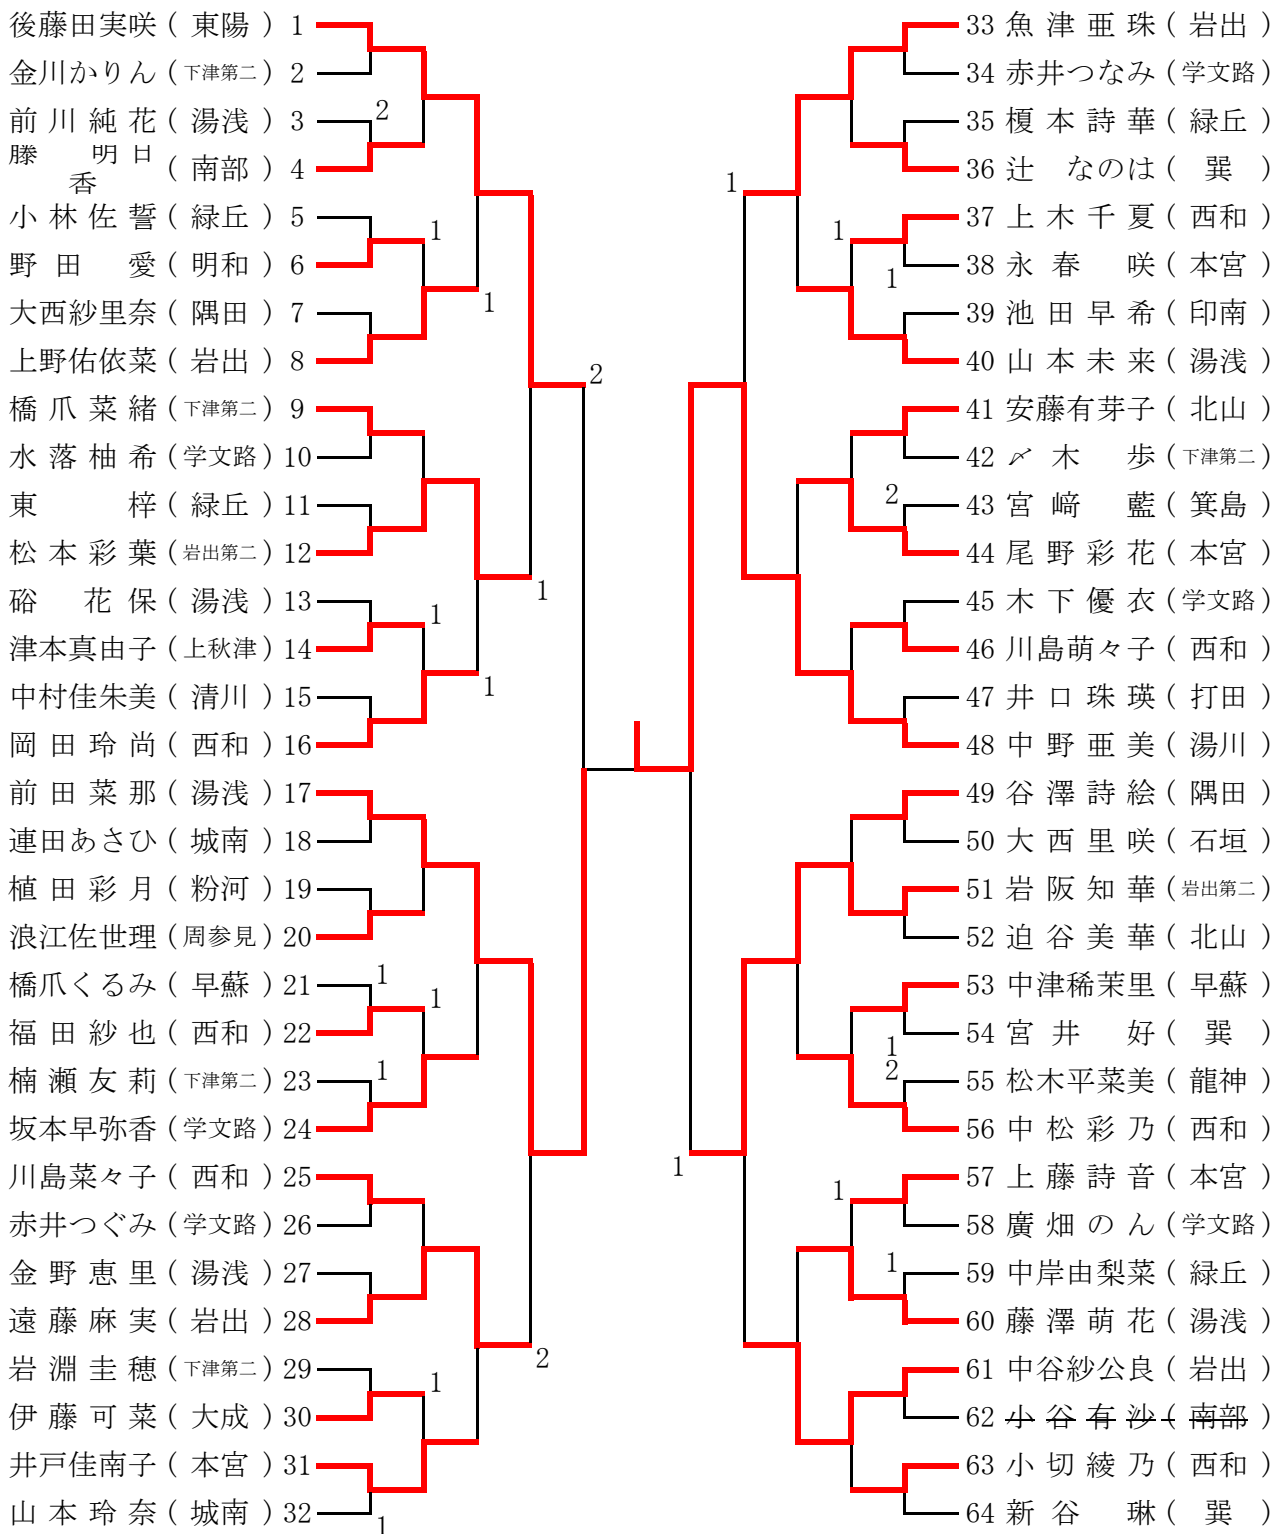 後藤田実咲 ( 東陽 ) 1
金川かりん (下津第二) 2
前川純花 ( 湯浅 ) 3
2
藤 明日香 ( 南部 ) 4
小林佐誓 ( 緑丘 ) 5
1
野田 愛 ( 明和 ) 6
大西紗里奈 ( 隅田 ) 7
1
上野佑依菜 ( 岩出 ) 8
2
橋爪菜緒 (下津第二) 9
水落柚希 (学文路) 10
東 梓 ( 緑丘 ) 11
松本彩葉 (岩出第二) 12
1
硲 花保 ( 湯浅 ) 13
1
津本真由子 (上秋津) 14
中村佳朱美 ( 清川 ) 15
1
岡田玲尚 ( 西和 ) 16
前田菜那 ( 湯浅 ) 17
連田あさひ ( 城南 ) 18
植田彩月 ( 粉河 ) 19
浪江佐世理 (周参見) 20
橋爪くるみ ( 早蘇 ) 21
1
1
福田紗也 ( 西和 ) 22
楠瀬友莉 (下津第二) 23
1
坂本早弥香 (学文路) 24
川島菜々子 ( 西和 ) 25
赤井つぐみ (学文路) 26
金野恵里 ( 湯浅 ) 27
遠藤麻実 ( 岩出 ) 28
2
岩淵圭穂 (下津第二) 29
1
伊藤可菜 ( 大成 ) 30
井戸佳南子 ( 本宮 ) 31
山本玲奈 ( 城南 ) 32
1
33 魚津亜珠 ( 岩出 )
34 赤井つなみ (学文路)
35 榎本詩華 ( 緑丘 )
36 辻 なのは ( 巽 )
1
37 上木千夏 ( 西和 )
1
38 永春 咲 ( 本宮 )
1
39 池田早希 ( 印南 )
40 山本未来 ( 湯浅 )
41 安藤有芽子 ( 北山 )
42 〆木 歩 (下津第二)
43 宮﨑 藍 ( 箕島 )
2
44 尾野彩花 ( 本宮 )
45 木下優衣 (学文路)
46 川島萌々子 ( 西和 )
47 井口珠瑛 ( 打田 )
48 中野亜美 ( 湯川 )
49 谷澤詩絵 ( 隅田 )
50 大西里咲 ( 石垣 )
51 岩阪知華 (岩出第二)
52 迫谷美華 ( 北山 )
53 中津稀茉里 ( 早蘇 )
54 宮井 好 ( 巽 )
1
55 松木平菜美 ( 龍神 )
2
56 中松彩乃 ( 西和 )
1
57 上藤詩音 ( 本宮 )
1
58 廣畑のん (学文路)
59 中岸由梨菜 ( 緑丘 )
1
60 藤澤萌花 ( 湯浅 )
61 中谷紗公良 ( 岩出 )
62 小谷有沙 ( 南部 )
63 小切綾乃 ( 西和 )
64 新谷 琳 ( 巽 )